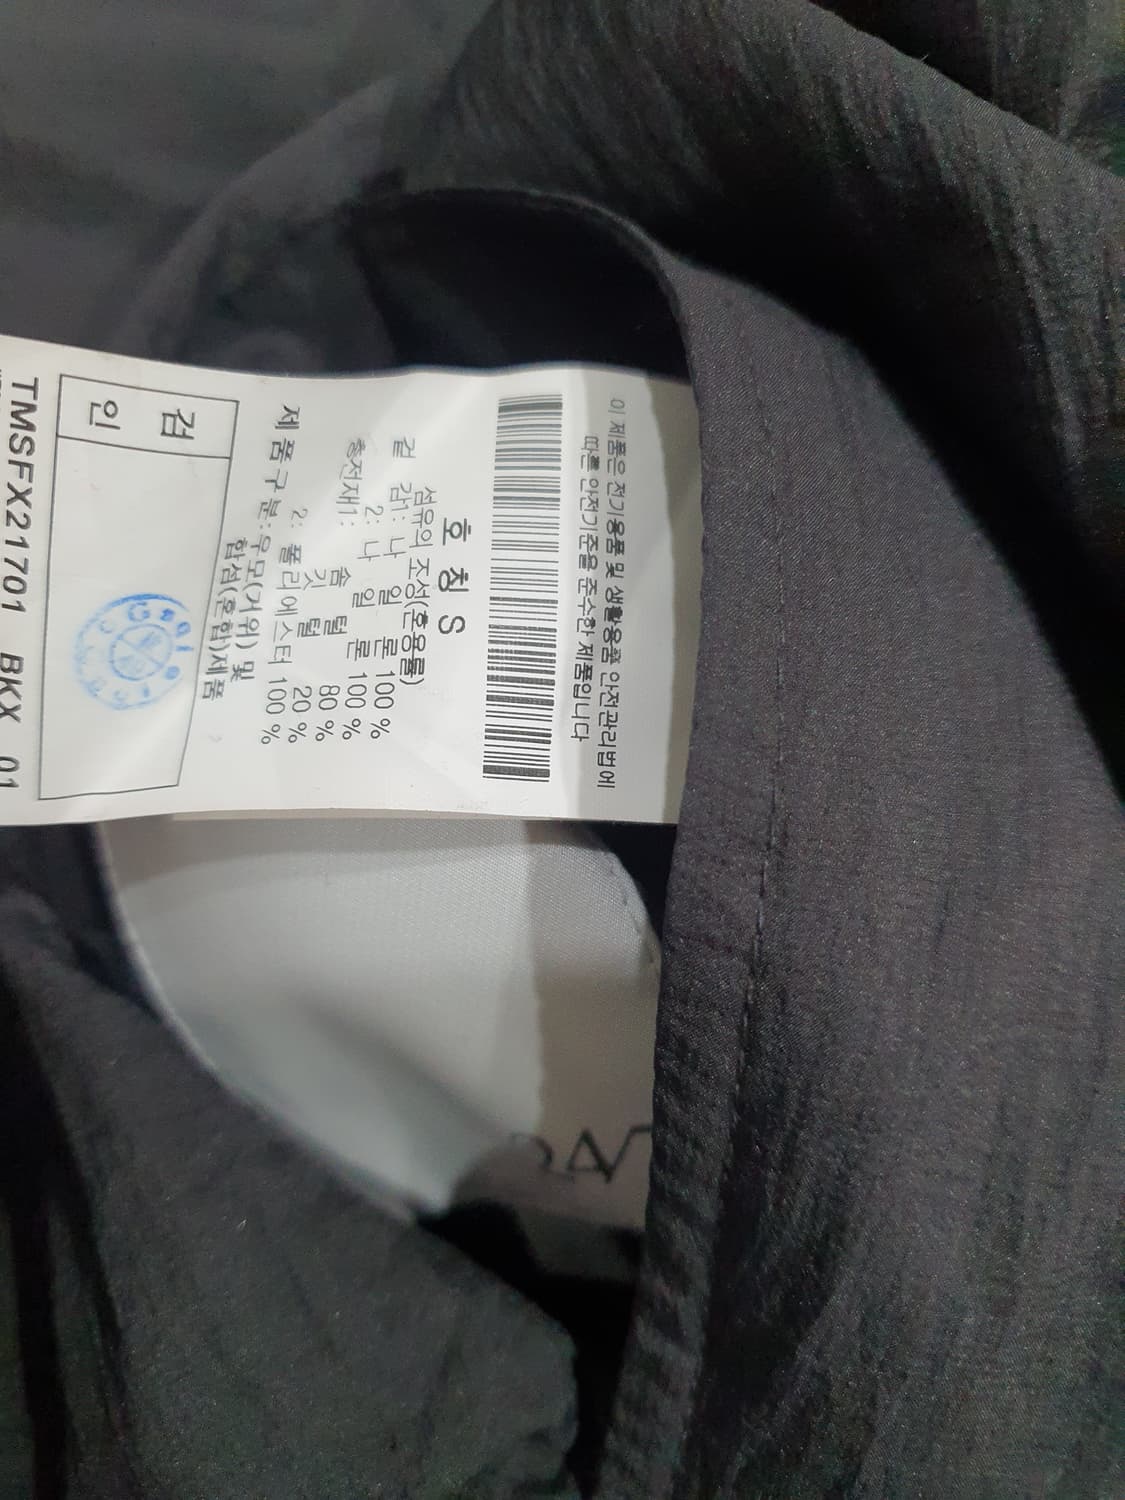 이 제품은 전기용품 및 생활용품 안전관리법에
따른 안전기준을 준수한 제품입니다
호 칭 S
섬유의 조성(혼용률)
겉 감1: 나 일 론 100 %
2: 나 일 론 100 %
충전재1: 솜 털 80 %
깃 털 20 %
2: 폴리에스터 100 %
제 품 구 분: 우모(거위) 및
합섬(혼합)제품
검
인
TMSFX21701 BKX 01